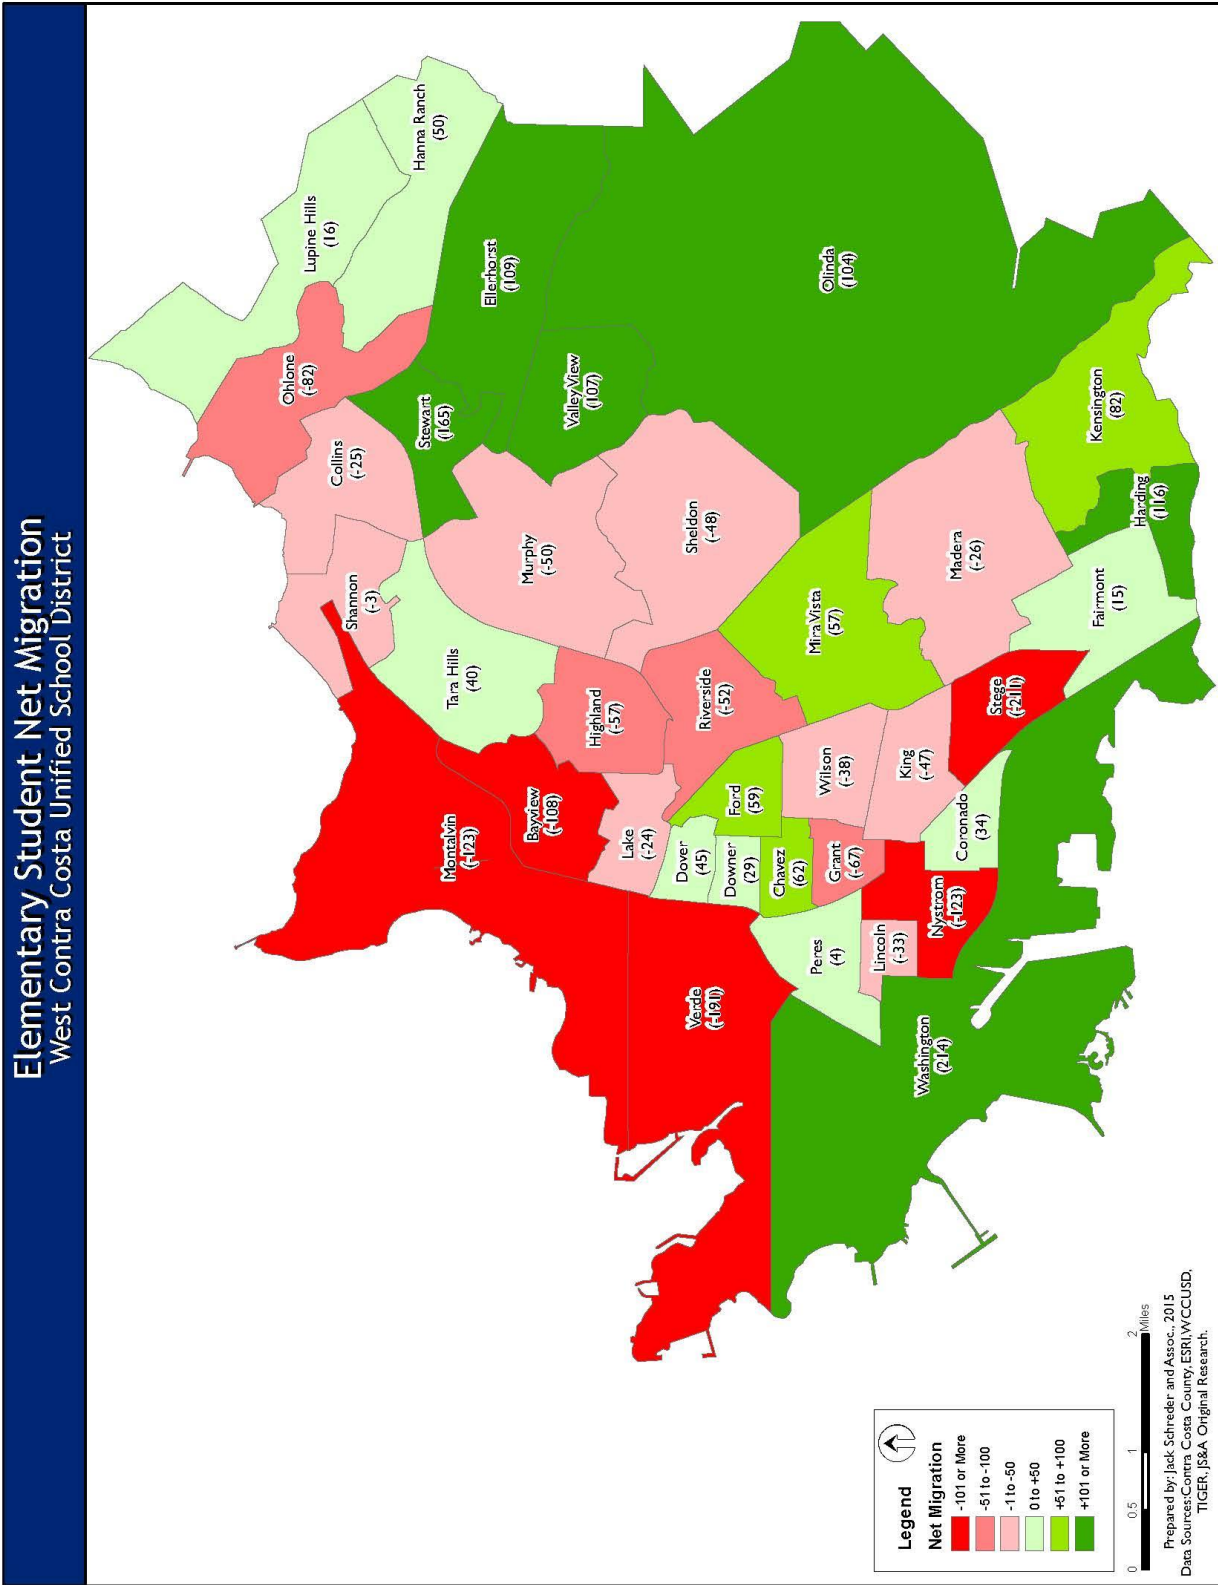 Elementary Student Net Migration
West Contra Costa Unified School District
Hanna Ranch
(50)
Lupine Hills
(16)
Ohlone
(-82)
Ellerhorst
(109)
Olinda
(104)
Stewart
(165)
Valley View
(107)
Collins
(-25)
Kensington
(82)
Harding
(116)
Shannon
(-3)
Murphy
(-50)
Sheldon
(-48)
Madera
(-26)
Mira Vista
(57)
Fairmont
(15)
Tara Hills
(40)
Highland
(-57)
Riverside
(-52)
Stege
(-211)
Montalvin
(-123)
Bayview
(-108)
Lake
(-24)
Ford
(59)
Wilson
(-38)
King
(-47)
Dover
(45)
Downer
(29)
Chavez
(62)
Grant
(-67)
Coronado
(34)
Nystrom
(-123)
Lincoln
(-33)
Peres
(4)
Verde
(-191)
Washington
(214)
Legend
Net Migration
-101 or More
-51 to -100
-1 to -50
0 to +50
+51 to +100
+101 or More
0 0.5 1 2
Miles
Prepared by: Jack Schreder and Assoc., 2015
Data Sources:Contra Costa County, ESRI,WCCUSD,
TIGER, JS&A Original Research.